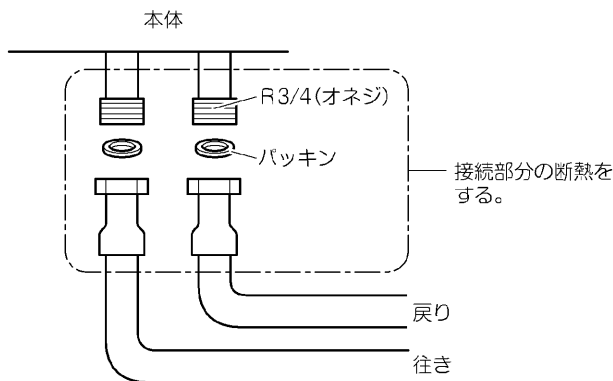 本体
R3/4(オネジ)
パッキン
接続部分の断熱を
する。
戻り
往き